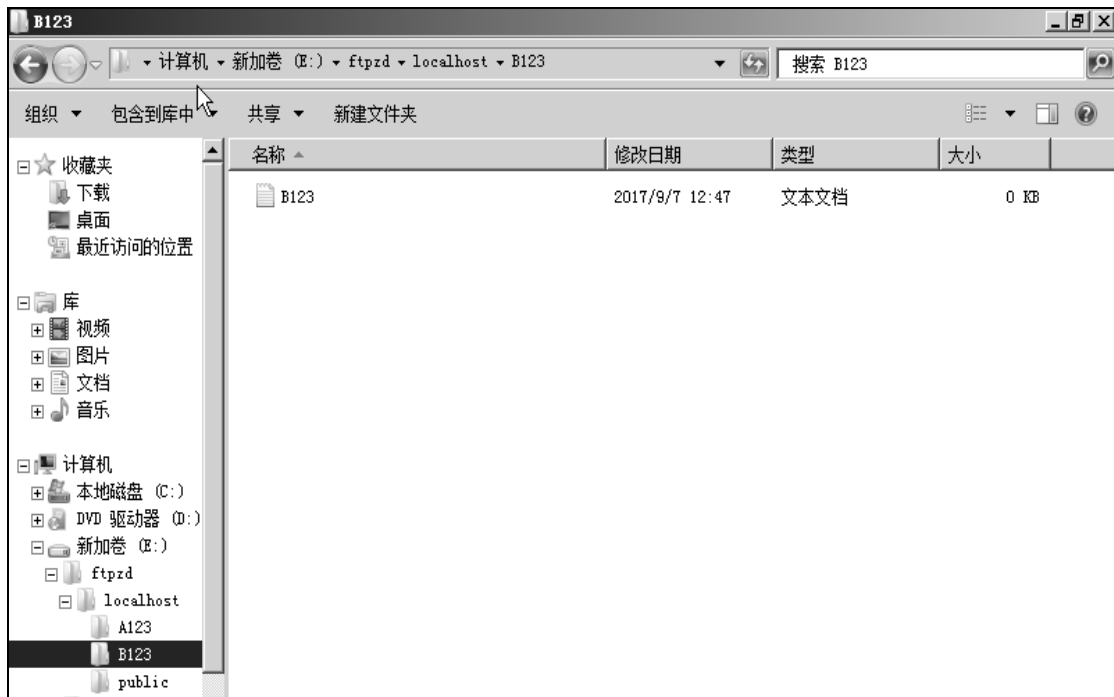 B123
计算机 新加卷 (E:) ftpzd localhost B123 搜索 B123
组织 包含到库中 共享 新建文件夹
名称 修改日期 类型 大小
B123 2017/9/7 12:47 文本文档 0 KB
收藏夹
下载
桌面
最近访问的位置
库
视频
图片
文档
音乐
计算机
本地磁盘 (C:)
DVD 驱动器 (D:)
新加卷 (E:)
ftpzd
localhost
A123
B123
public